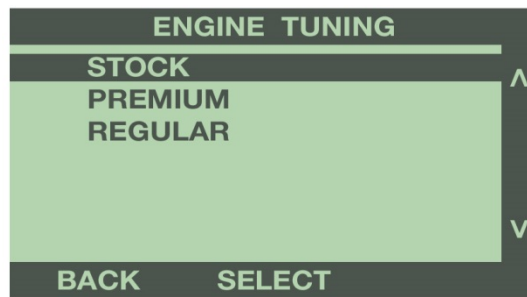 ENGINE TUNING
STOCK
PREMIUM
REGULAR
BACK SELECT